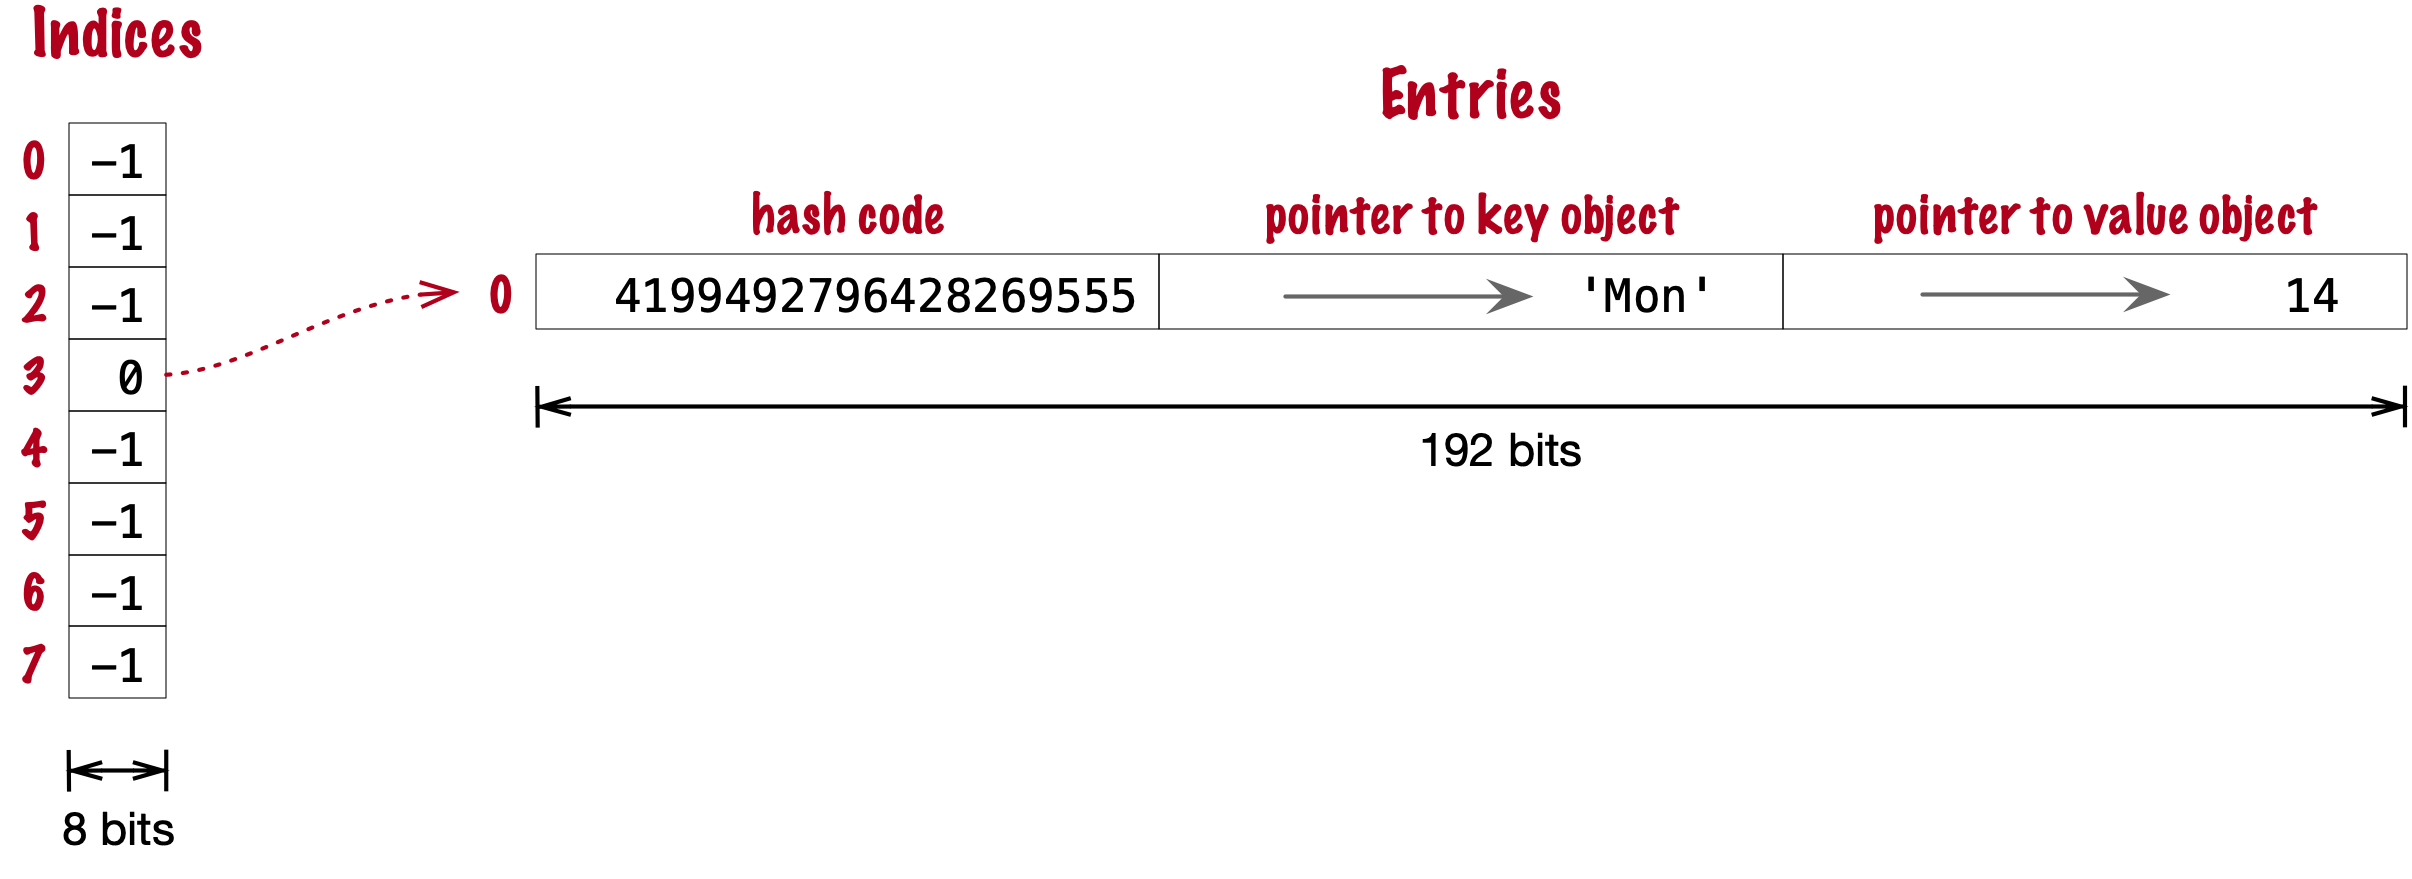 Indices
Entries
hash code pointer to key object pointer to value object
0 -1
1 -1
2 -1
0 4199492796428269555 'Mon' 14
3 0
4 -1
192 bits
5 -1
6 -1
7 -1
8 bits